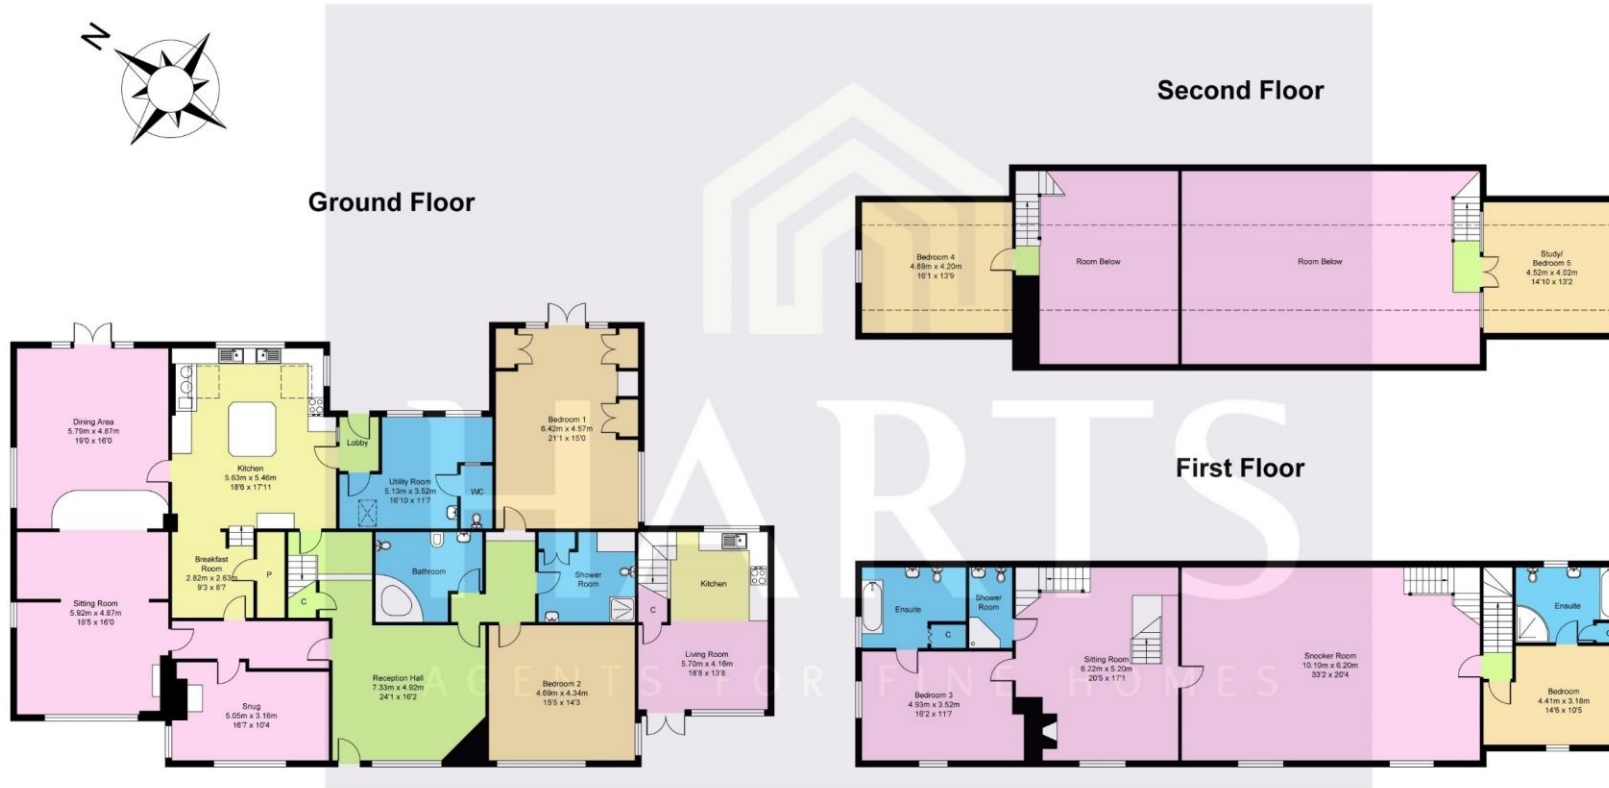 N
Ground Floor
Dining Area
5.79m x 4.87m
19'0 x 16'0
Kitchen
5.63m x 5.46m
18'6 x 17'11
Lobby
Utility Room
5.13m x 3.52m
16'10 x 11'7
WC
Bedroom 1
6.42m x 4.57m
21'1 x 15'0
Breakfast
Room
2.82m x 2.63m
9'3 x 8'7
P
C
Bathroom
Shower
Room
Kitchen
C
Sitting Room
5.92m x 4.87m
19'5 x 16'0
Living Room
5.70m x 4.16m
18'8 x 13'8
Reception Hall
7.33m x 4.92m
24'1 x 16'2
Bedroom 2
4.69m x 4.34m
15'5 x 14'3
Snug
5.05m x 3.16m
16'7 x 10'4
Second Floor
Bedroom 4
4.89m x 4.20m
16'1 x 13'9
Room Below
Room Below
Study/
Bedroom 5
4.52m x 4.02m
14'10 x 13'2
First Floor
Ensuite
C
Shower
Room
Sitting Room
6.22m x 5.20m
20'5 x 17'1
Snooker Room
10.10m x 6.20m
33'2 x 20'4
Ensuite
Bedroom 3
4.93m x 3.52m
16'2 x 11'7
Bedroom
4.41m x 3.18m
14'6 x 10'5
HARTS
AGENTS FOR FINE HOMES